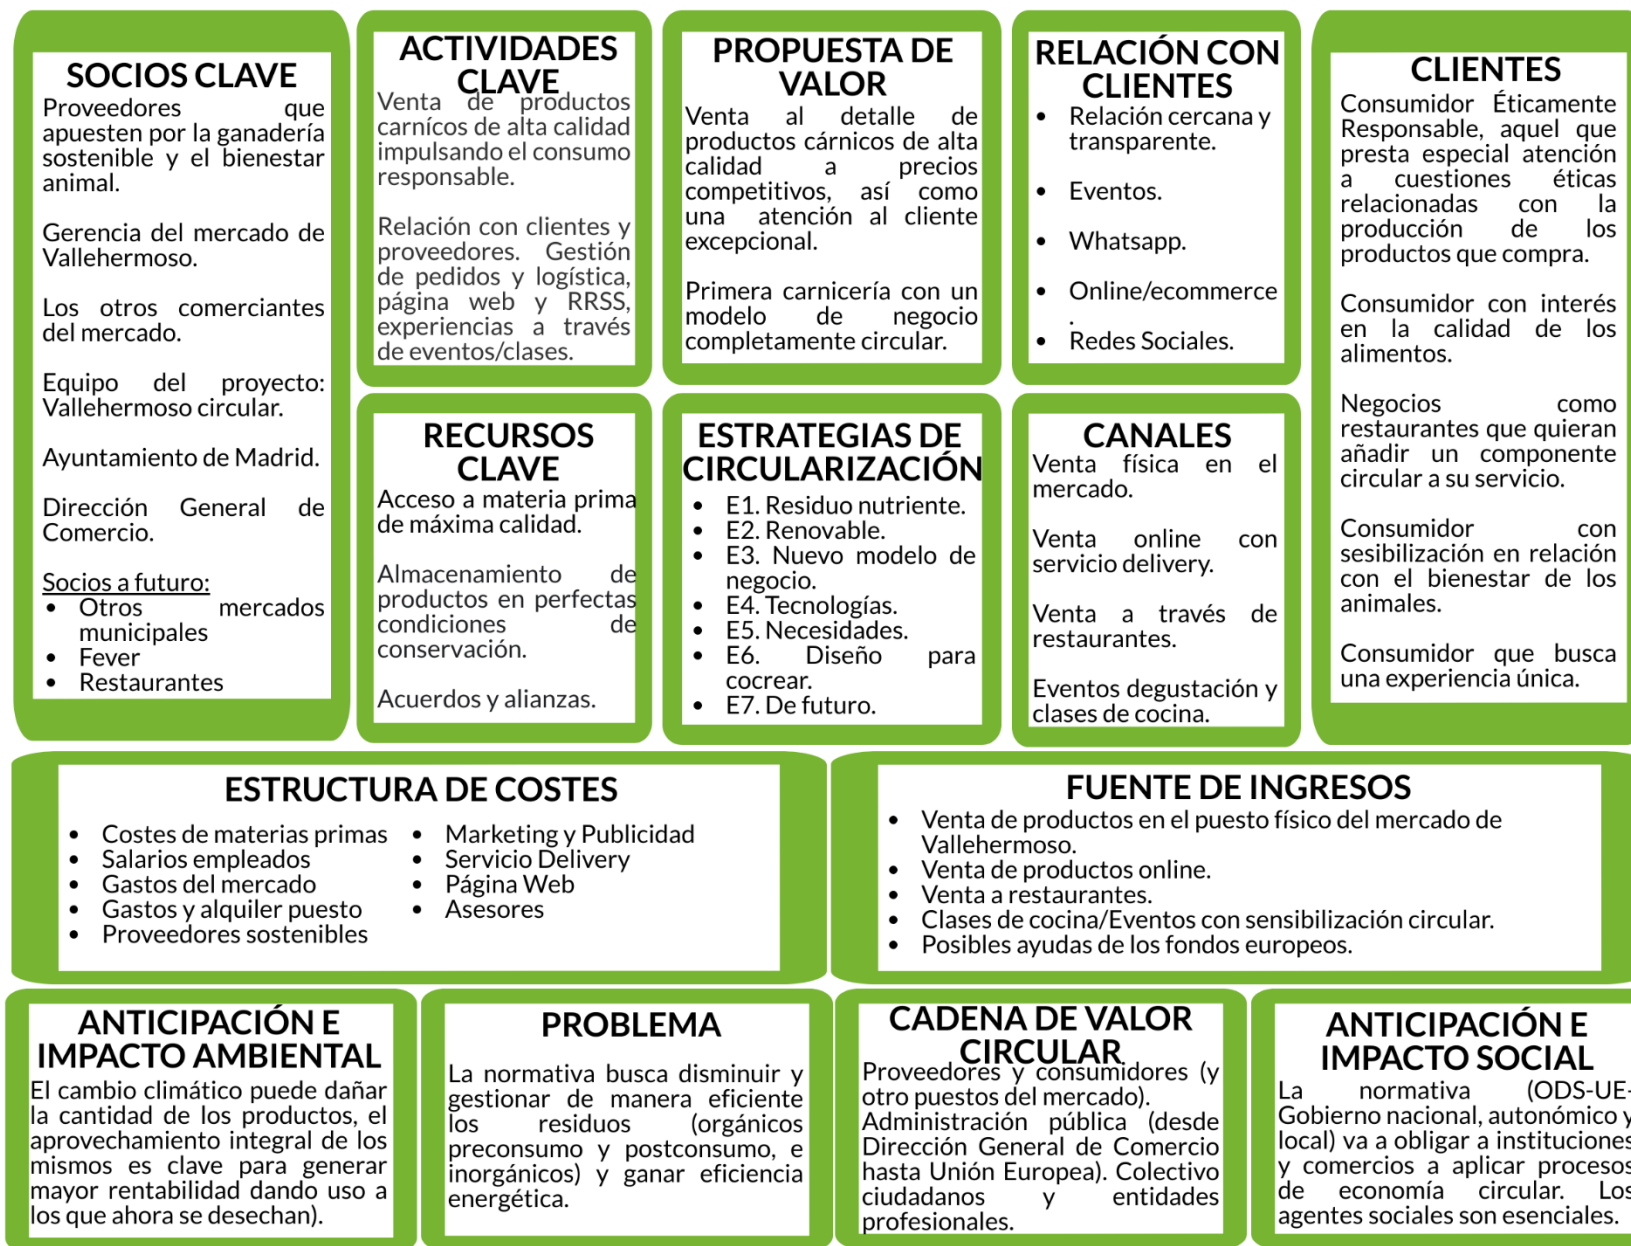 SOCIOS CLAVE
Proveedores que
apuesten por la ganadería
sostenible y el bienestar
animal.
Gerencia del mercado de
Vallehermoso.
Los otros comerciantes
del mercado.
Equipo del proyecto:
Vallehermoso circular.
Ayuntamiento de Madrid.
Dirección General de
Comercio.
Socios a futuro:
• Otros mercados
municipales
• Fever
• Restaurantes
ACTIVIDADES
CLAVE
Venta de productos
carnícos de alta calidad
impulsando el consumo
responsable.
Relación con clientes y
proveedores. Gestión
de pedidos y logística,
página web y RRSS,
experiencias a través
de eventos/clases.
RECURSOS
CLAVE
Acceso a materia prima
de máxima calidad.
Almacenamiento de
productos en perfectas
condiciones de
conservación.
Acuerdos y alianzas.
PROPUESTA DE
VALOR
Venta al detalle de
productos cárnicos de alta
calidad a precios
competitivos, así como
una atención al cliente
excepcional.
Primera carnicería con un
modelo de negocio
completamente circular.
ESTRATEGIAS DE
CIRCULARIZACIÓN
• E1. Residuo nutriente.
• E2. Renovable.
• E3. Nuevo modelo de
negocio.
• E4. Tecnologías.
• E5. Necesidades.
• E6. Diseño para
cocrear.
• E7. De futuro.
RELACIÓN CON
CLIENTES
• Relación cercana y
transparente.
• Eventos.
• Whatsapp.
• Online/ecommerce
.
• Redes Sociales.
CANALES
Venta física en el
mercado.
Venta online con
servicio delivery.
Venta a través de
restaurantes.
Eventos degustación y
clases de cocina.
CLIENTES
Consumidor Éticamente
Responsable, aquel que
presta especial atención
a cuestiones éticas
relacionadas con la
producción de los
productos que compra.
Consumidor con interés
en la calidad de los
alimentos.
Negocios como
restaurantes que quieran
añadir un componente
circular a su servicio.
Consumidor con
sesibilización en relación
con el bienestar de los
animales.
Consumidor que busca
una experiencia única.
ESTRUCTURA DE COSTES
• Costes de materias primas
• Salarios empleados
• Gastos del mercado
• Gastos y alquiler puesto
• Proveedores sostenibles
• Marketing y Publicidad
• Servicio Delivery
• Página Web
• Asesores
FUENTE DE INGRESOS
• Venta de productos en el puesto físico del mercado de
Vallehermoso.
• Venta de productos online.
• Venta a restaurantes.
• Clases de cocina/Eventos con sensibilización circular.
• Posibles ayudas de los fondos europeos.
ANTICIPACIÓN E
IMPACTO AMBIENTAL
El cambio climático puede dañar
la cantidad de los productos, el
aprovechamiento integral de los
mismos es clave para generar
mayor rentabilidad dando uso a
los que ahora se desechan).
PROBLEMA
La normativa busca disminuir y
gestionar de manera eficiente
los residuos (orgánicos
preconsumo y postconsumo, e
inorgánicos) y ganar eficiencia
energética.
CADENA DE VALOR
CIRCULAR
Proveedores y consumidores (y
otro puestos del mercado).
Administración pública (desde
Dirección General de Comercio
hasta Unión Europea). Colectivo
ciudadanos y entidades
profesionales.
ANTICIPACIÓN E
IMPACTO SOCIAL
La normativa (ODS-UE-
Gobierno nacional, autonómico y
local) va a obligar a instituciones
y comercios a aplicar procesos
de economía circular. Los
agentes sociales son esenciales.